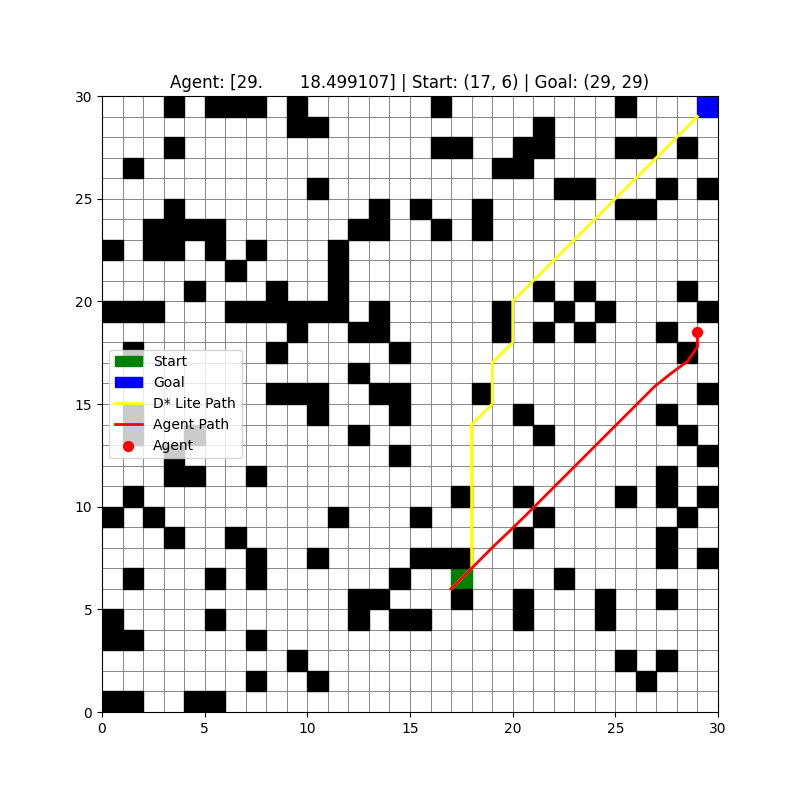 Agent: [29.       18.499107] | Start: (17, 6) | Goal: (29, 29)
30
25
20
15
10
5
0
Start
Goal
D* Lite Path
Agent Path
Agent
0 5 10 15 20 25 30